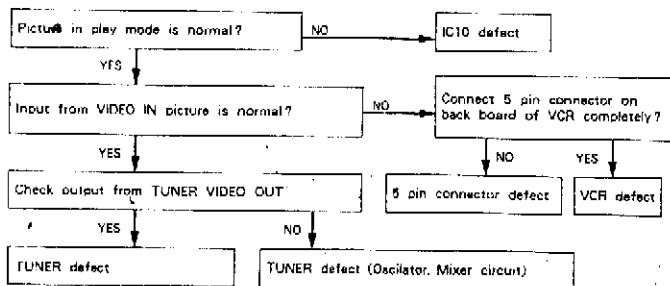 Picture in play mode is normal?
NO
IC10 defect
YES
Input from VIDEO IN picture is normal?
NO
Connect 5 pin connector on
back board of VCR completely?
YES
NO
YES
Check output from TUNER VIDEO OUT
5 pin connector defect
VCR defect
YES
NO
TUNER defect
TUNER defect (Oscilator, Mixer circuit)